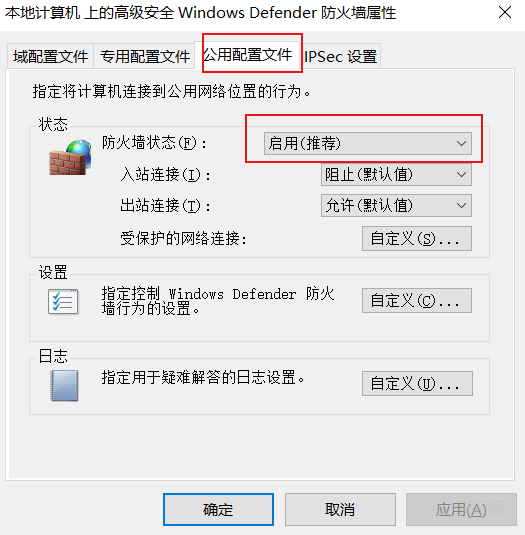 本地计算机 上的高级安全 Windows Defender 防火墙属性
域配置文件 专用配置文件 公用配置文件 IPSec 设置
指定将计算机连接到公用网络位置的行为。
状态
防火墙状态(F): 启用(推荐)
入站连接(I): 阻止(默认值)
出站连接(T): 允许(默认值)
受保护的网络连接: 自定义(S)...
设置
指定控制 Windows Defender 防火
墙行为的设置。
自定义(C)...
日志
指定用于疑难解答的日志设置。 自定义(U)...
确定 取消 应用(A)